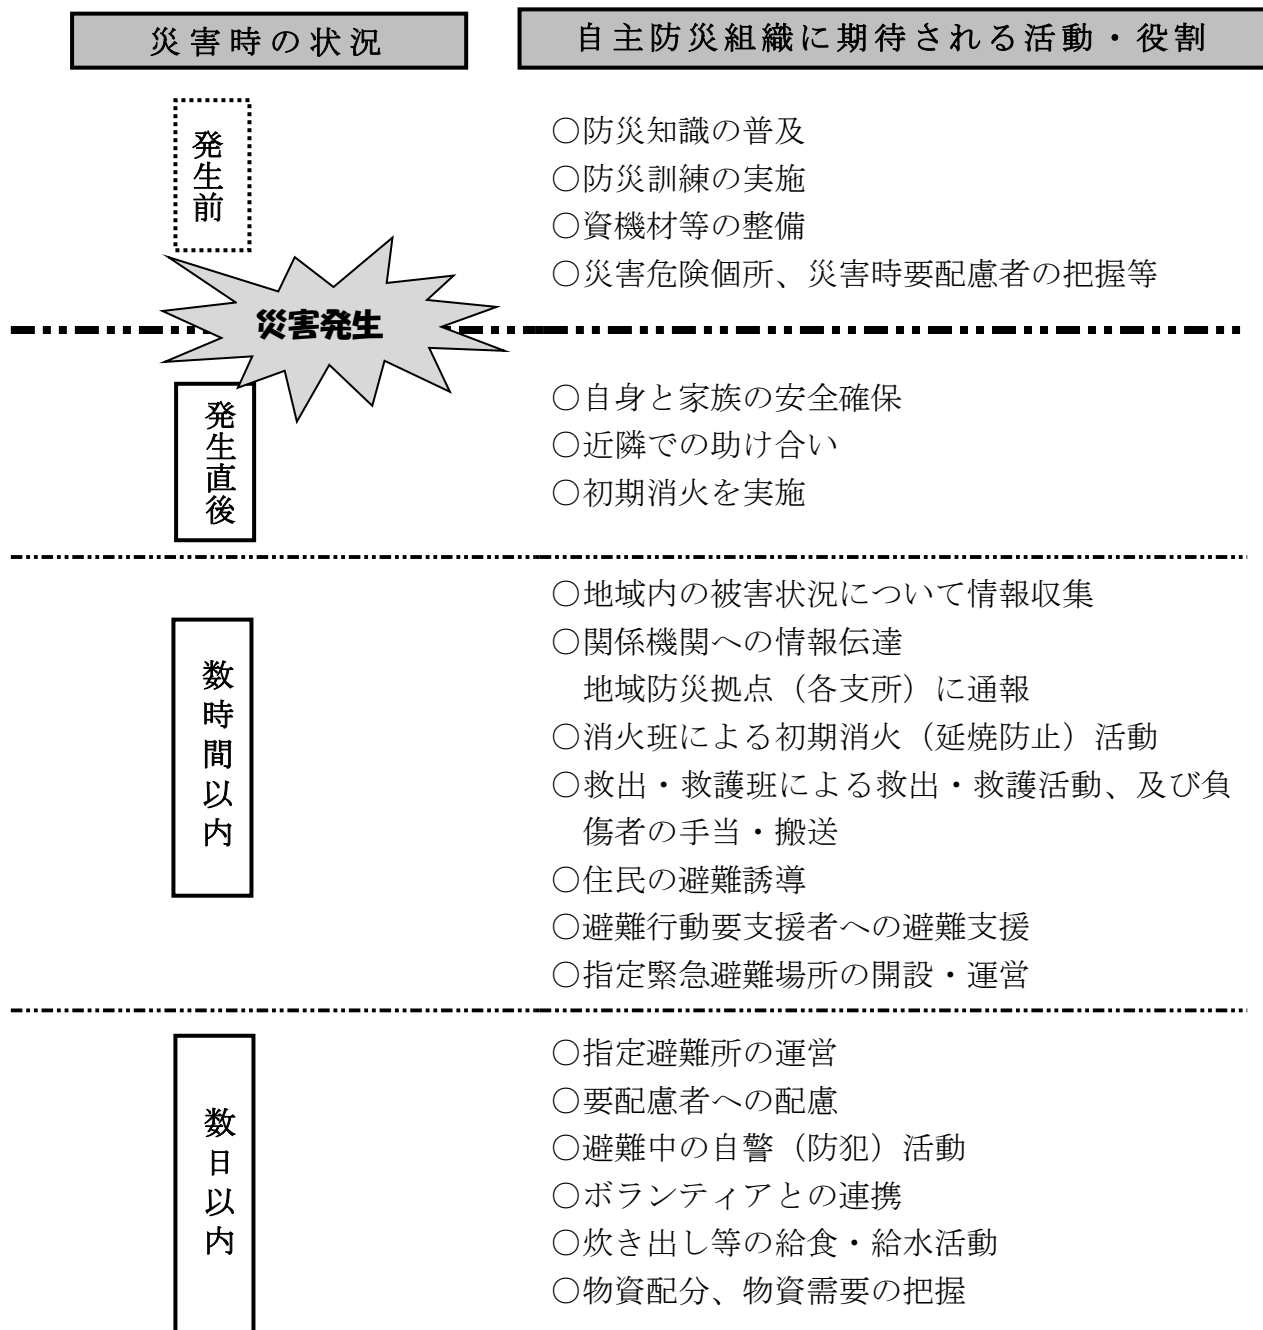 災害時の状況
自主防災組織に期待される活動・役割
発生前
○防災知識の普及
○防災訓練の実施
○資機材等の整備
○災害危険個所、災害時要配慮者の把握等
災害発生
発生直後
○自身と家族の安全確保
○近隣での助け合い
○初期消火を実施
数時間以内
○地域内の被害状況について情報収集
○関係機関への情報伝達
地域防災拠点（各支所）に通報
○消火班による初期消火（延焼防止）活動
○救出・救護班による救出・救護活動、及び負
傷者の手当・搬送
○住民の避難誘導
○避難行動要支援者への避難支援
○指定緊急避難場所の開設・運営
数日以内
○指定避難所の運営
○要配慮者への配慮
○避難中の自警（防犯）活動
○ボランティアとの連携
○炊き出し等の給食・給水活動
○物資配分、物資需要の把握